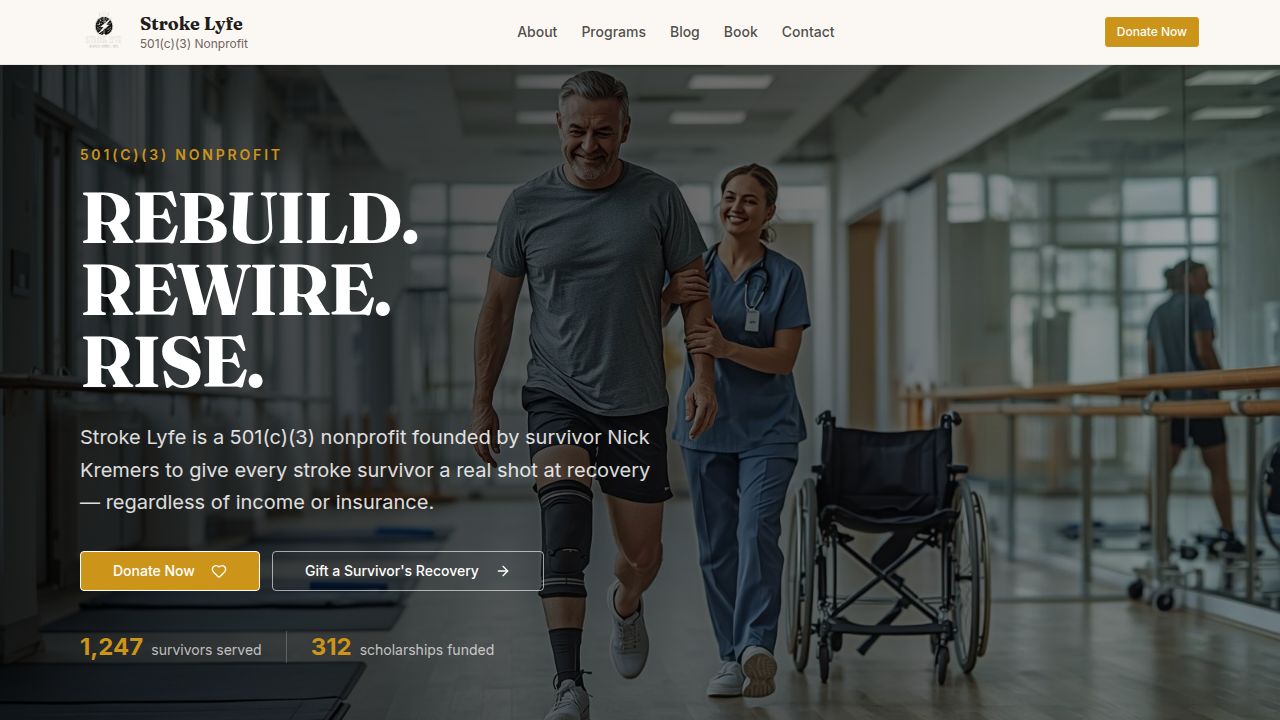 Stroke Lyfe
501(c)(3) Nonprofit
About
Programs
Blog
Book
Contact
Donate Now
501(C)(3) NONPROFIT
REBUILD.
REWIRE.
RISE.
Stroke Lyfe is a 501(c)(3) nonprofit founded by survivor Nick
Kremers to give every stroke survivor a real shot at recovery
— regardless of income or insurance.
Donate Now
Gift a Survivor's Recovery
1,247 survivors served
312 scholarships funded